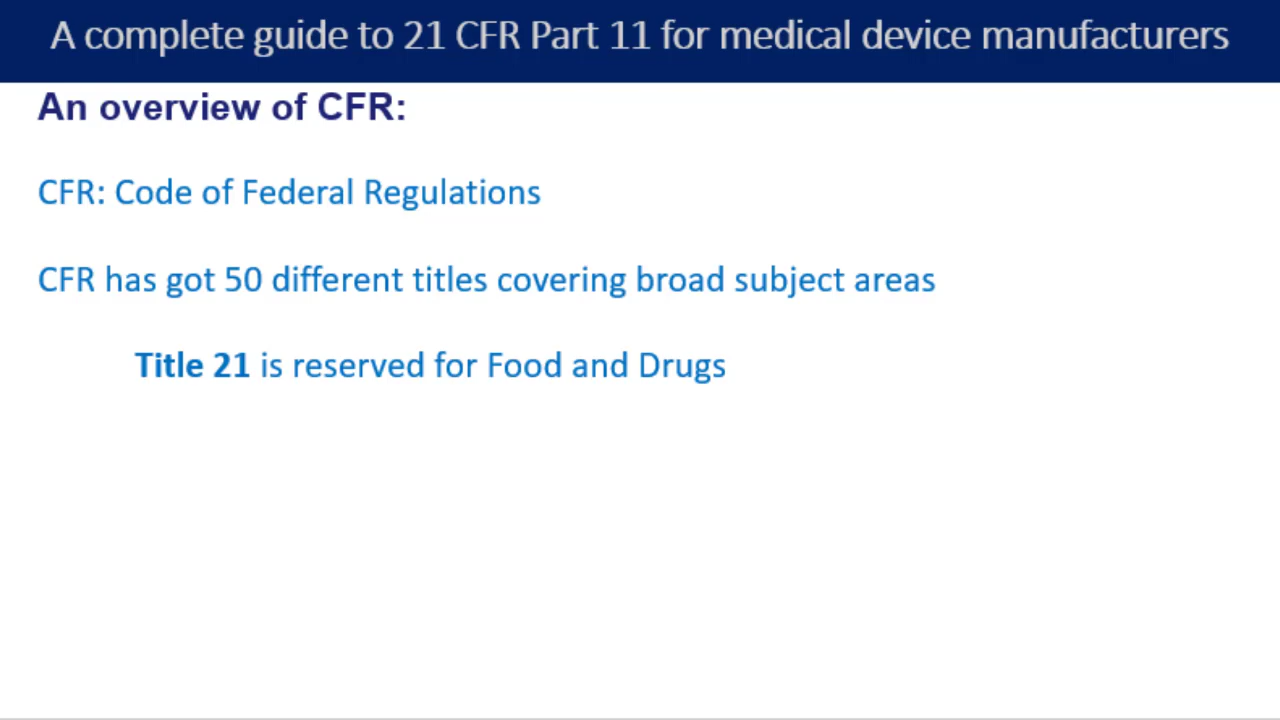 A complete guide to 21 CFR Part 11 for medical device manufacturers
An overview of CFR:
CFR: Code of Federal Regulations
CFR has got 50 different titles covering broad subject areas
Title 21 is reserved for Food and Drugs